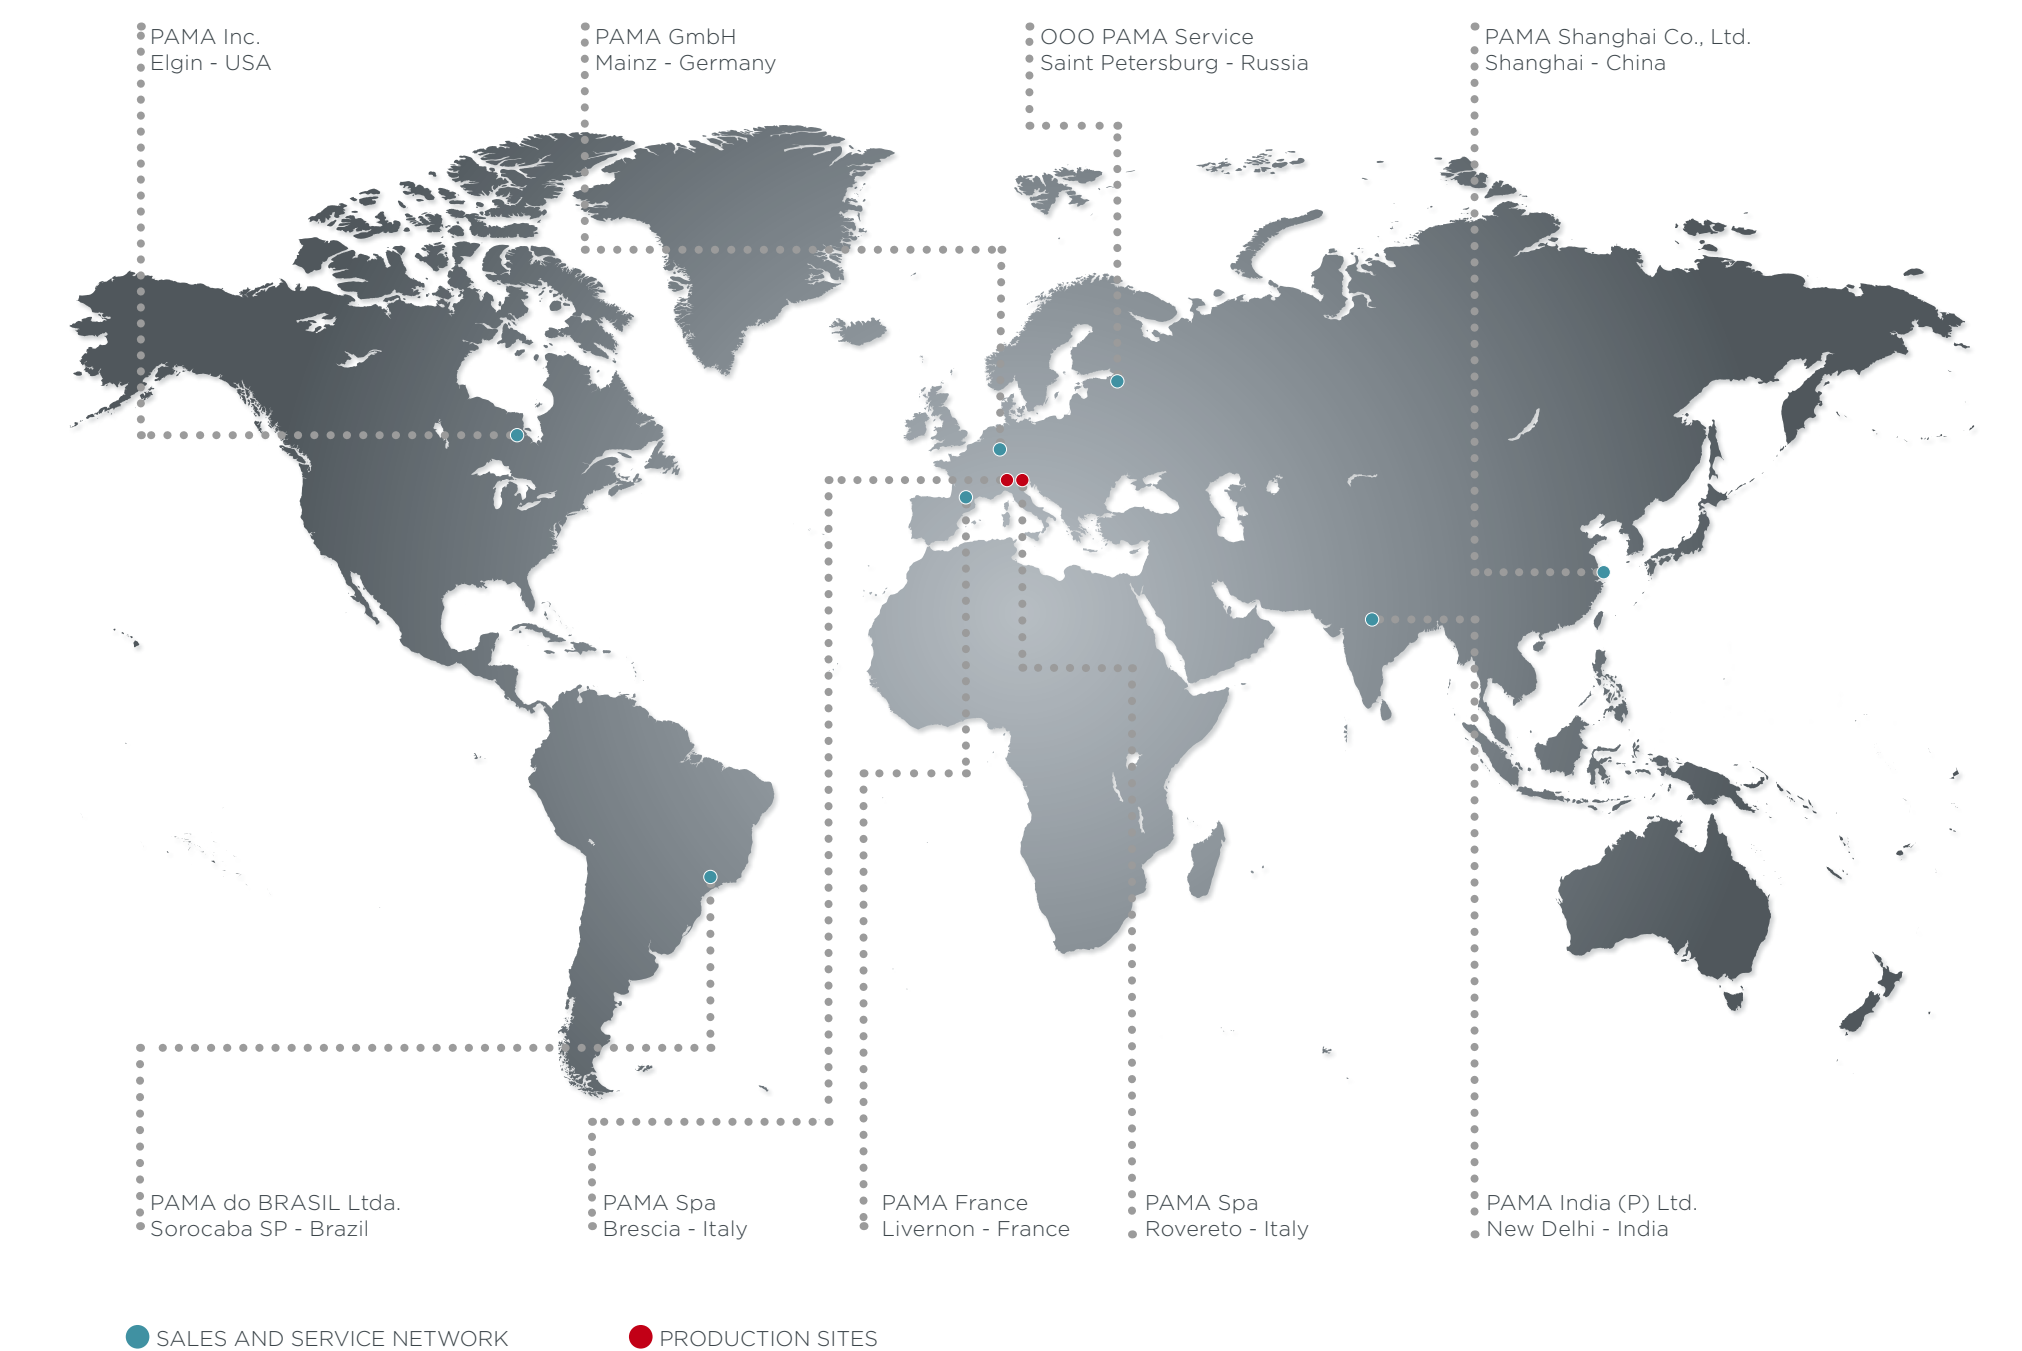 PAMA Inc.
Elgin - USA
PAMA GmbH
Mainz - Germany
OOO PAMA Service
Saint Petersburg - Russia
PAMA Shanghai Co., Ltd.
Shanghai - China
PAMA do BRASIL Ltda.
Sorocaba SP - Brazil
PAMA Spa
Brescia - Italy
PAMA France
Livernon - France
PAMA Spa
Rovereto - Italy
PAMA India (P) Ltd.
New Delhi - India
SALES AND SERVICE NETWORK
PRODUCTION SITES